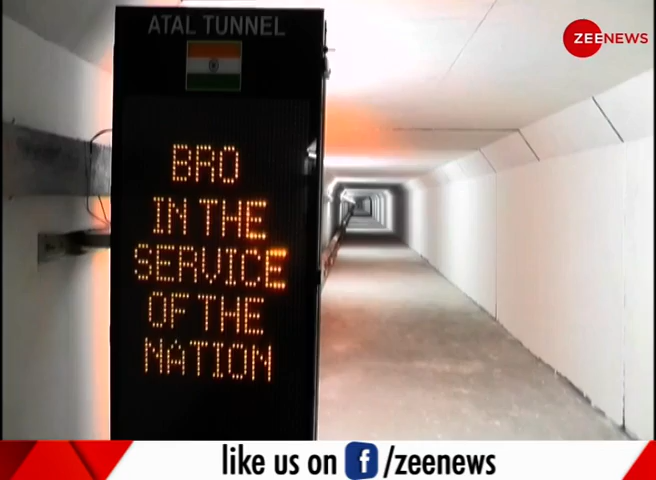 ATAL TUNNEL
ZEENEWS
BRO
IN THE
SERVICE
OF THE
NATION
like us on f/zeenews